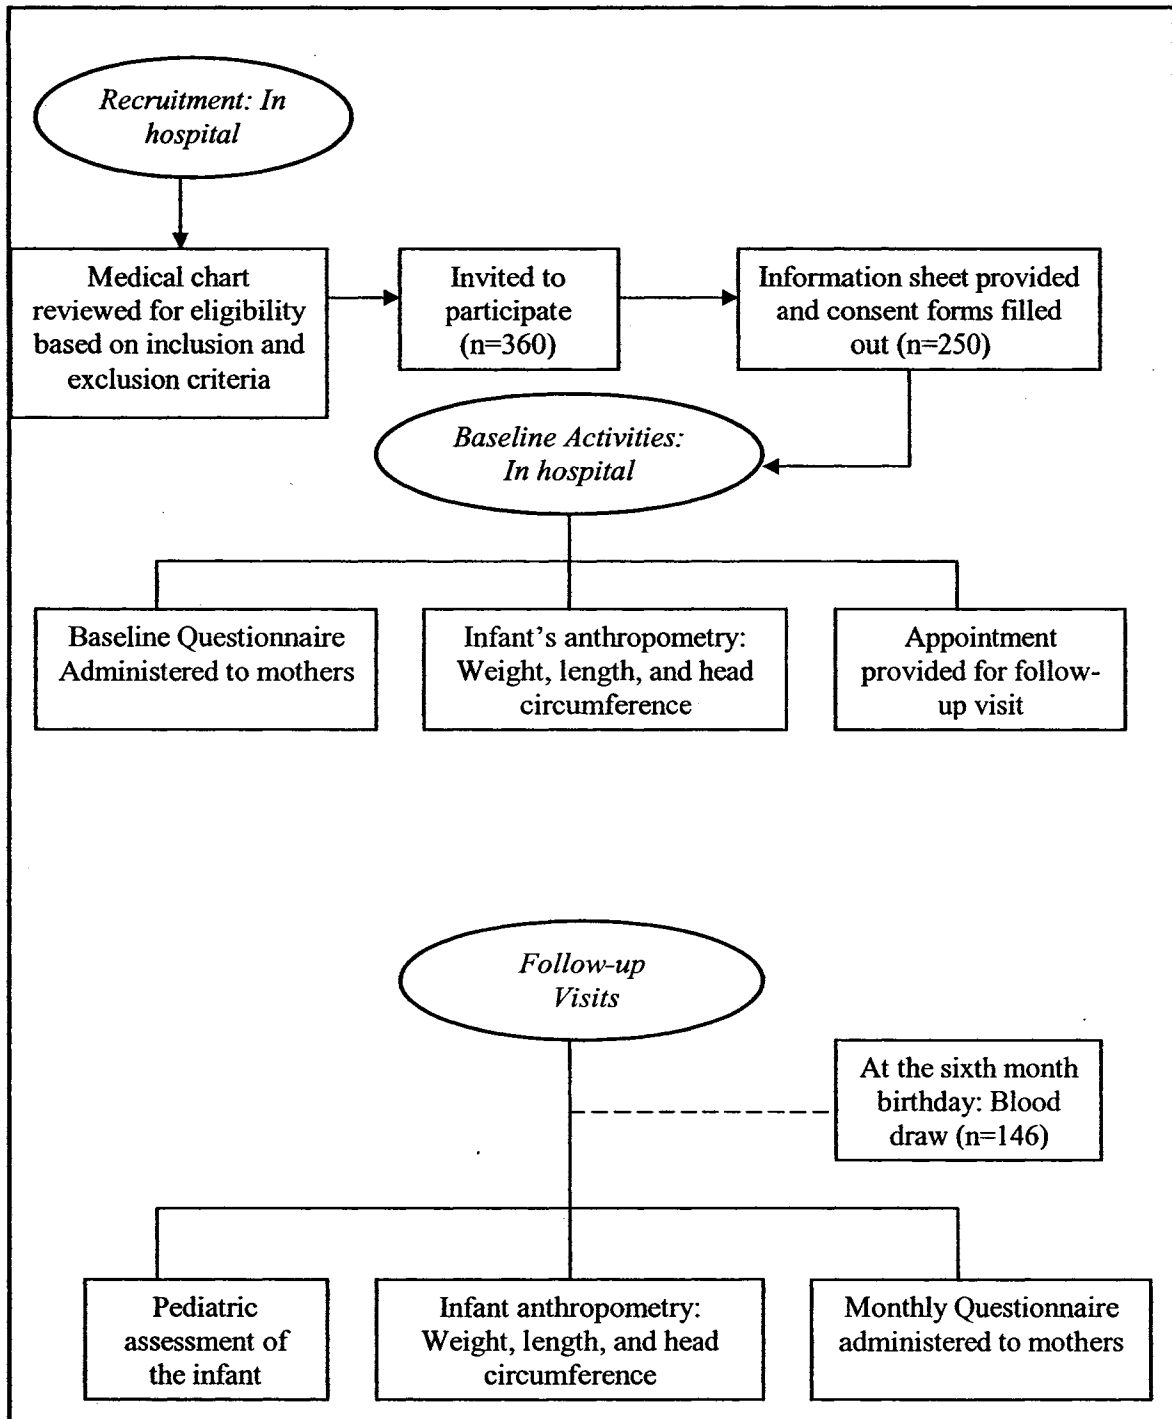 Recruitment: In
hospital
Medical chart
reviewed for eligibility
based on inclusion and
exclusion criteria
Invited to
participate
(n=360)
Information sheet provided
and consent forms filled
out (n=250)
Baseline Activities:
In hospital
Baseline Questionnaire
Administered to mothers
Infant's anthropometry:
Weight, length, and head
circumference
Appointment
provided for follow-
up visit
Follow-up
Visits
At the sixth month
birthday: Blood
draw (n=146)
Pediatric
assessment of
the infant
Infant anthropometry:
Weight, length, and head
circumference
Monthly Questionnaire
administered to mothers